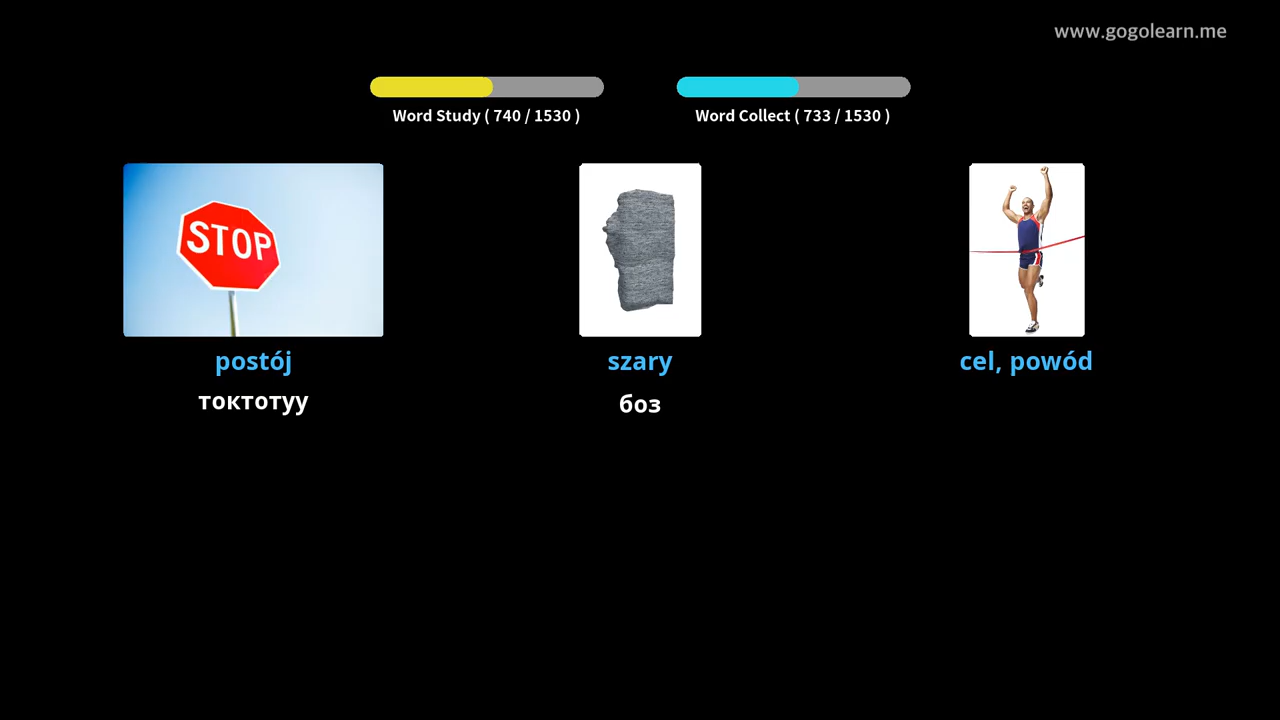 www.gogolearn.me
Word Study ( 740 / 1530 )
Word Collect ( 733 / 1530 )
STOP
postój
szary
cel, powód
токтотуу
боз